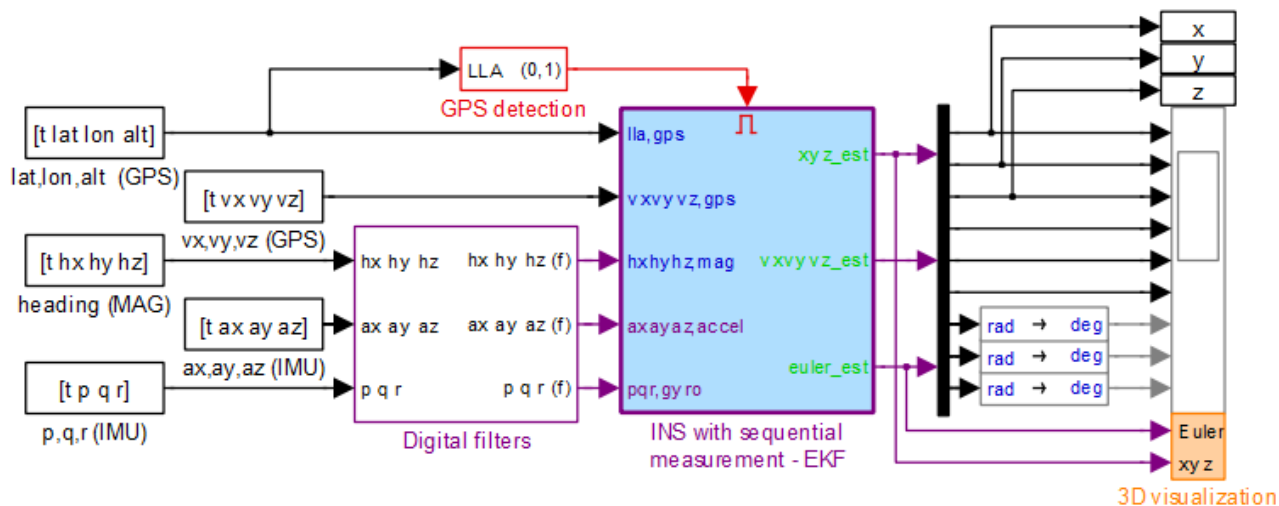 x
y
z
LLA (0,1)
GPS detection
[t lat lon alt]
lat,lon,alt (GPS)
[t vx vy vz]
vx,vy,vz (GPS)
[t hx hy hz]
heading (MAG)
[t ax ay az]
ax,ay,az (IMU)
[t p q r]
p,q,r (IMU)
hx hy hz hx hy hz (f)
ax ay az ax ay az (f)
p q r p q r (f)
Digital filters
lla,gps
vxvy vz,gps
hxhyhz,mag
axayaz,accel
pqr,gyro
xyz_est
vxvyvz_est
euler_est
INS with sequential
measurement - EKF
rad → deg
rad → deg
rad → deg
Euler
xyz
3D visualization